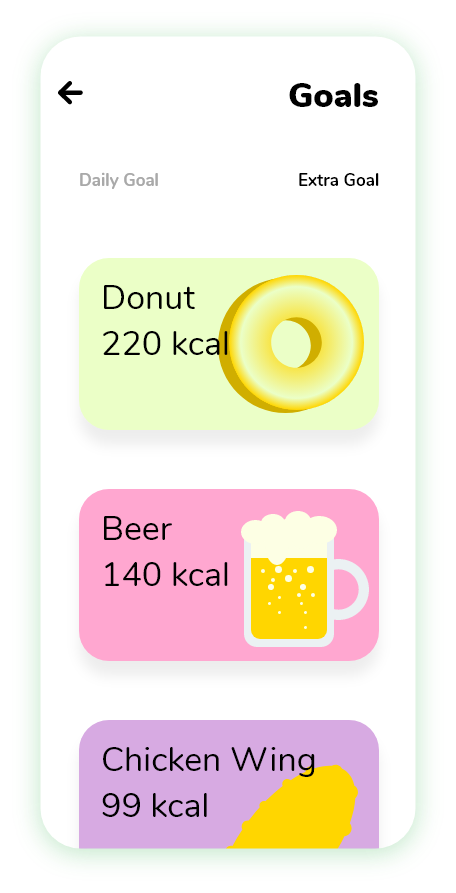 Goals
Daily Goal
Extra Goal
Donut
220 kcal
Beer
140 kcal
Chicken Wing
99 kcal